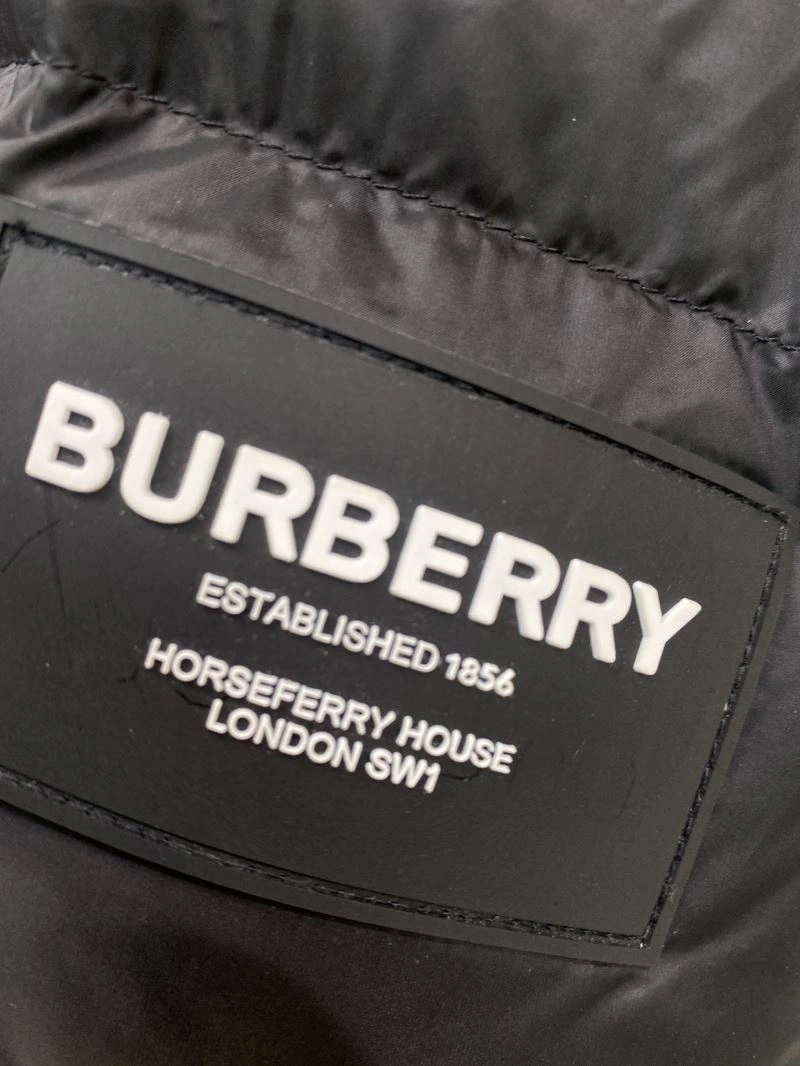 BURBERRY
ESTABLISHED 1856
HORSEFERRY HOUSE
LONDON SW1